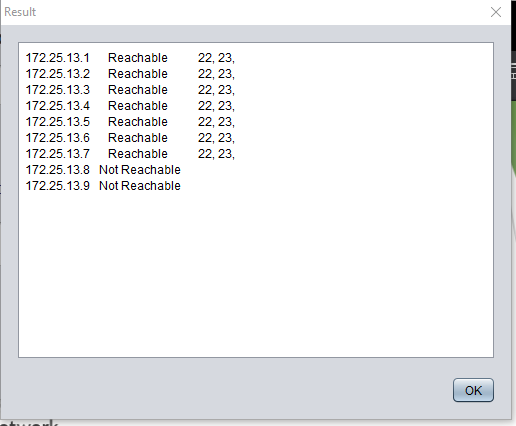 Result
172.25.13.1 Reachable 22, 23,
172.25.13.2 Reachable 22, 23,
172.25.13.3 Reachable 22, 23,
172.25.13.4 Reachable 22, 23,
172.25.13.5 Reachable 22, 23,
172.25.13.6 Reachable 22, 23,
172.25.13.7 Reachable 22, 23,
172.25.13.8 Not Reachable
172.25.13.9 Not Reachable
OK